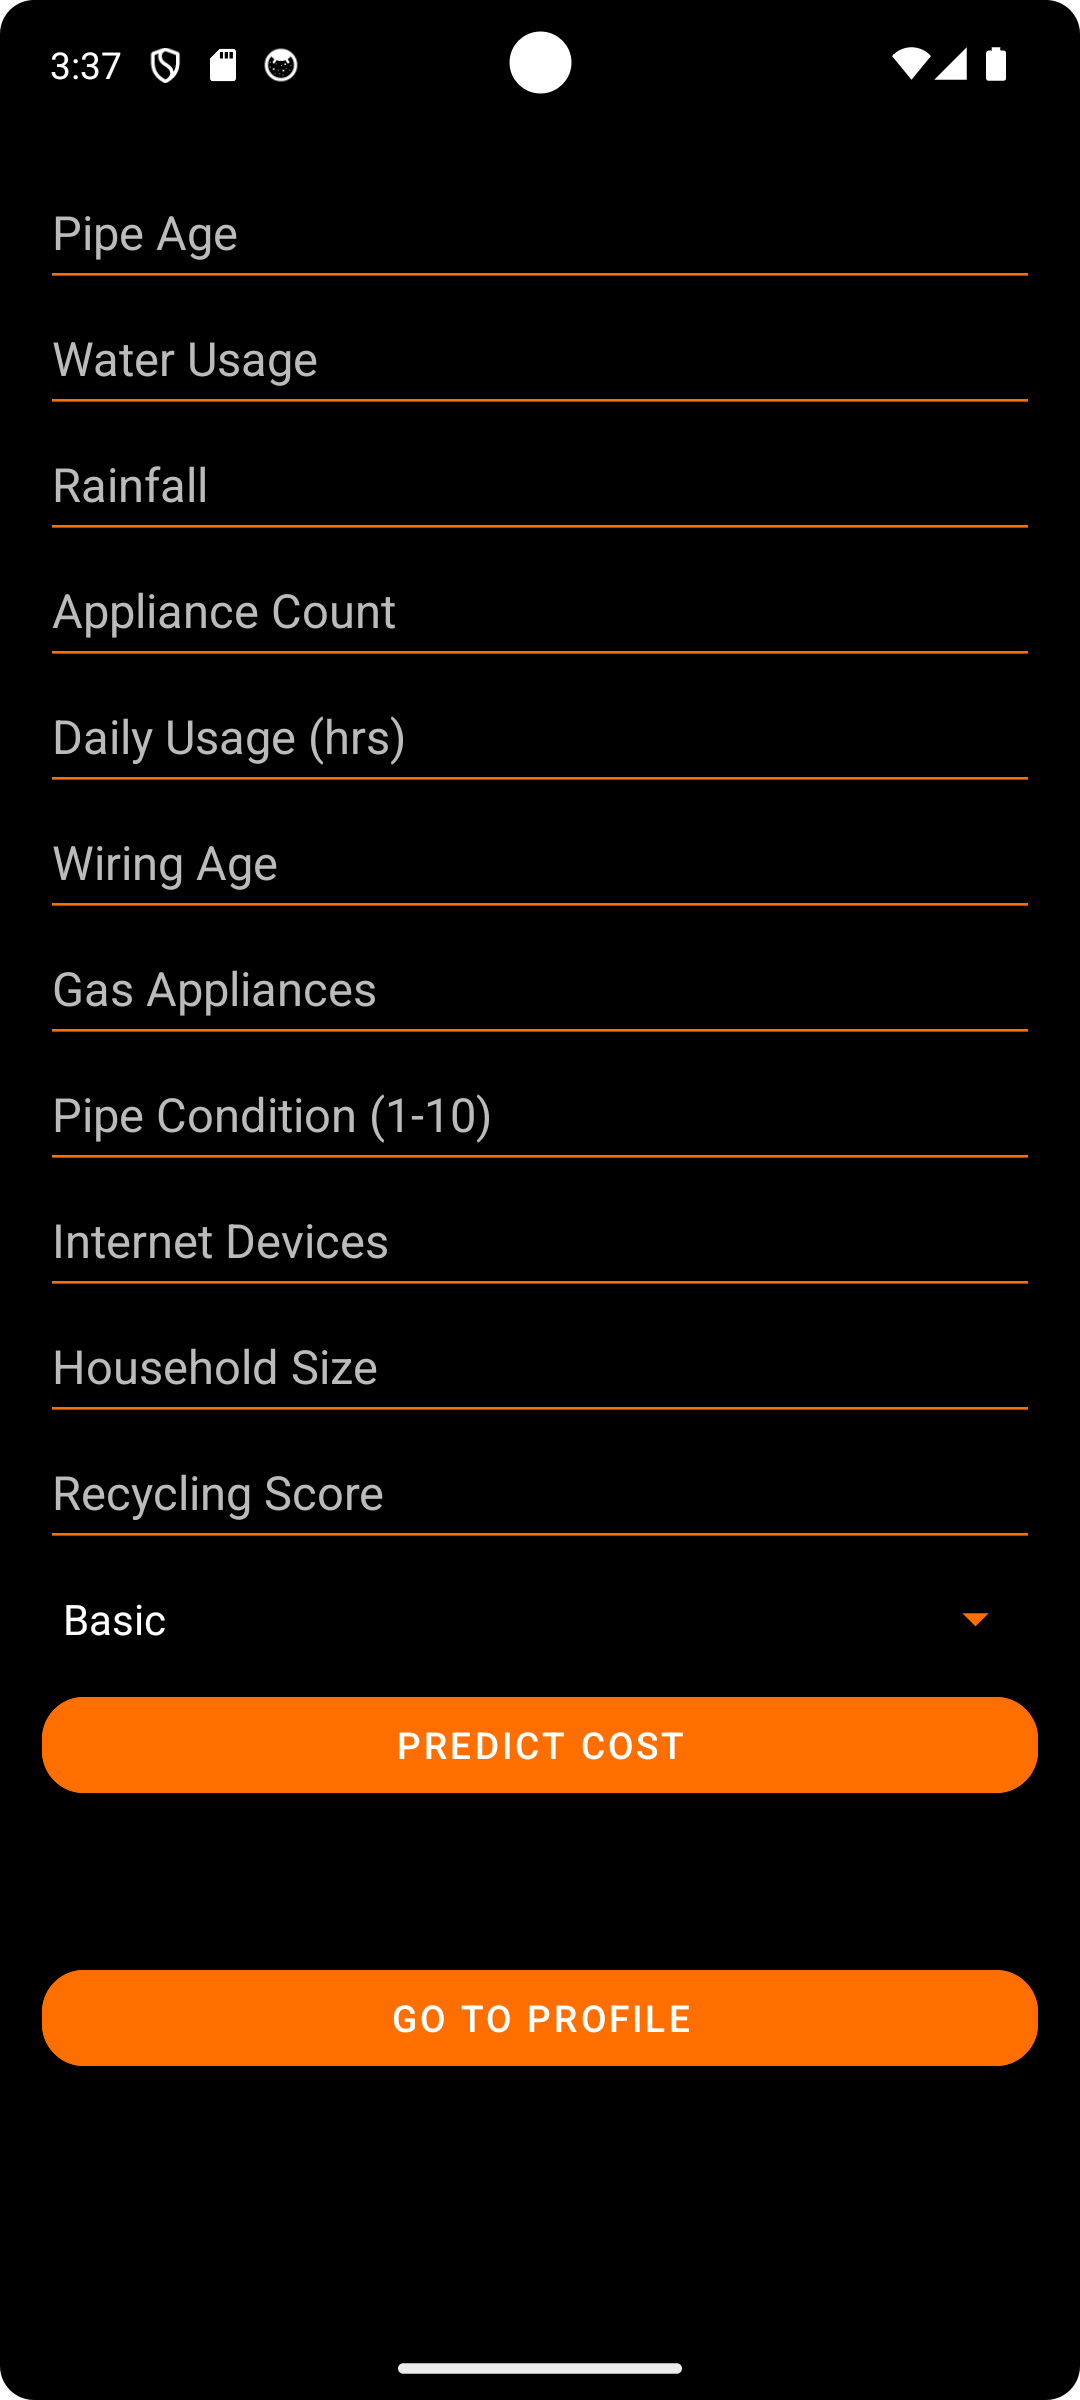 3:37
Pipe Age
Water Usage
Rainfall
Appliance Count
Daily Usage (hrs)
Wiring Age
Gas Appliances
Pipe Condition (1-10)
Internet Devices
Household Size
Recycling Score
Basic
PREDICT COST
GO TO PROFILE